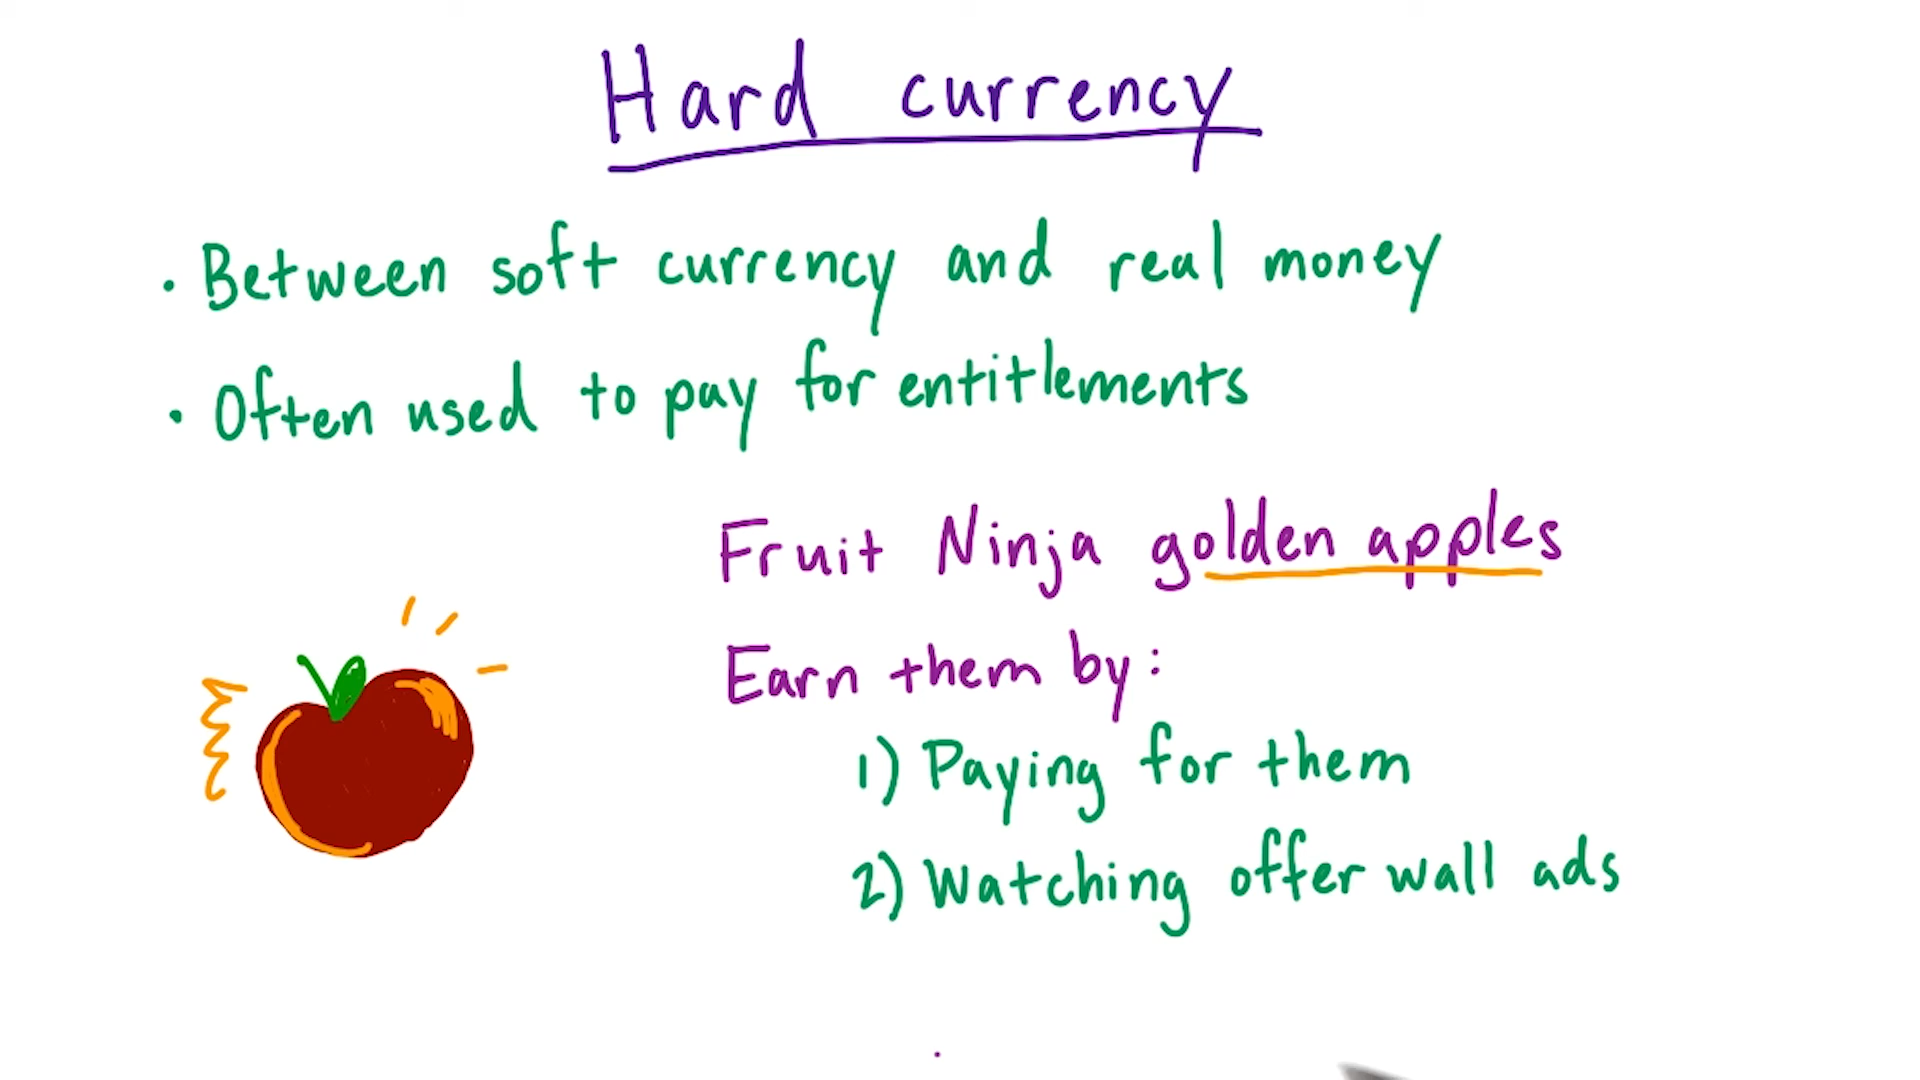 Hard currency
· Between soft currency and real money
· Often used to pay for entitlements
Fruit Ninja golden apples
Earn them by:
1) Paying for them
2) Watching offer wall ads